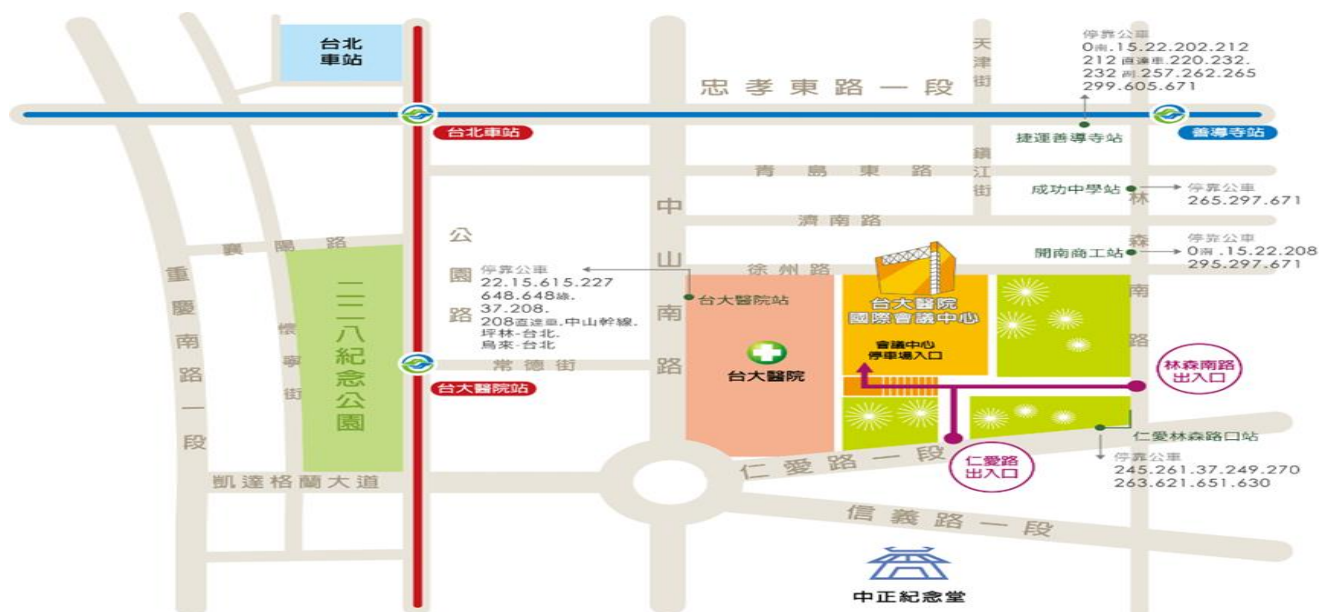 台北
車站
天津街
停靠公車
0南.15.22.202.212
212直達車.220.232.
232副.257.262.265
299.605.671
忠孝東路一段
台北車站
捷運善導寺站
善導寺站
青島東路
鎮江街
成功中學站
停靠公車
265.297.671
中山南路
濟南路
林森南路
襄陽路
公園路
停靠公車
22.15.615.227
648.648綠.
37.208.
208直達車.中山幹線.
坪林-台北.
烏來-台北
徐州路
開南商工站
停靠公車
0南.15.22.208
295.297.671
重慶南路一段
懷寧街
二二八紀念公園
台大醫院站
台大醫院
國際會議中心
會議中心
停車場入口
常德街
台大醫院站
台大醫院
林森南路
出入口
仁愛林森路口站
停靠公車
245.261.37.249.270
263.621.651.630
仁愛路一段
仁愛路
出入口
凱達格蘭大道
信義路一段
中正紀念堂